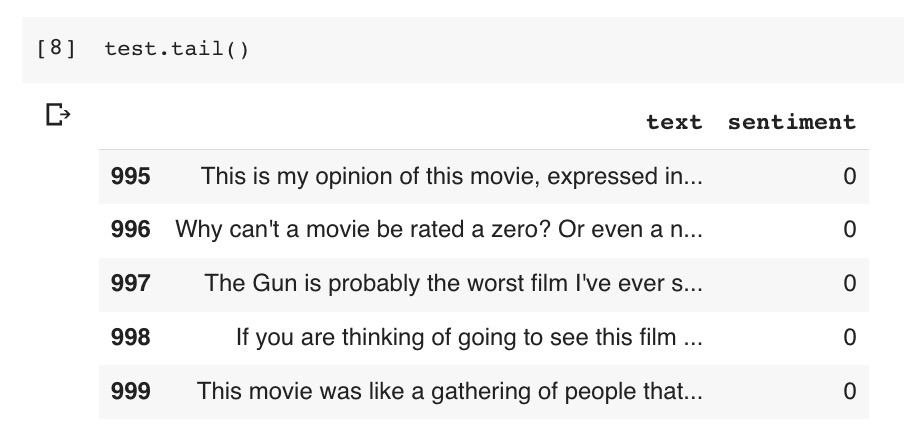 [8] test.tail()
text sentiment
995 This is my opinion of this movie, expressed in... 0
996 Why can't a movie be rated a zero? Or even a n... 0
997 The Gun is probably the worst film I've ever s... 0
998 If you are thinking of going to see this film ... 0
999 This movie was like a gathering of people that... 0